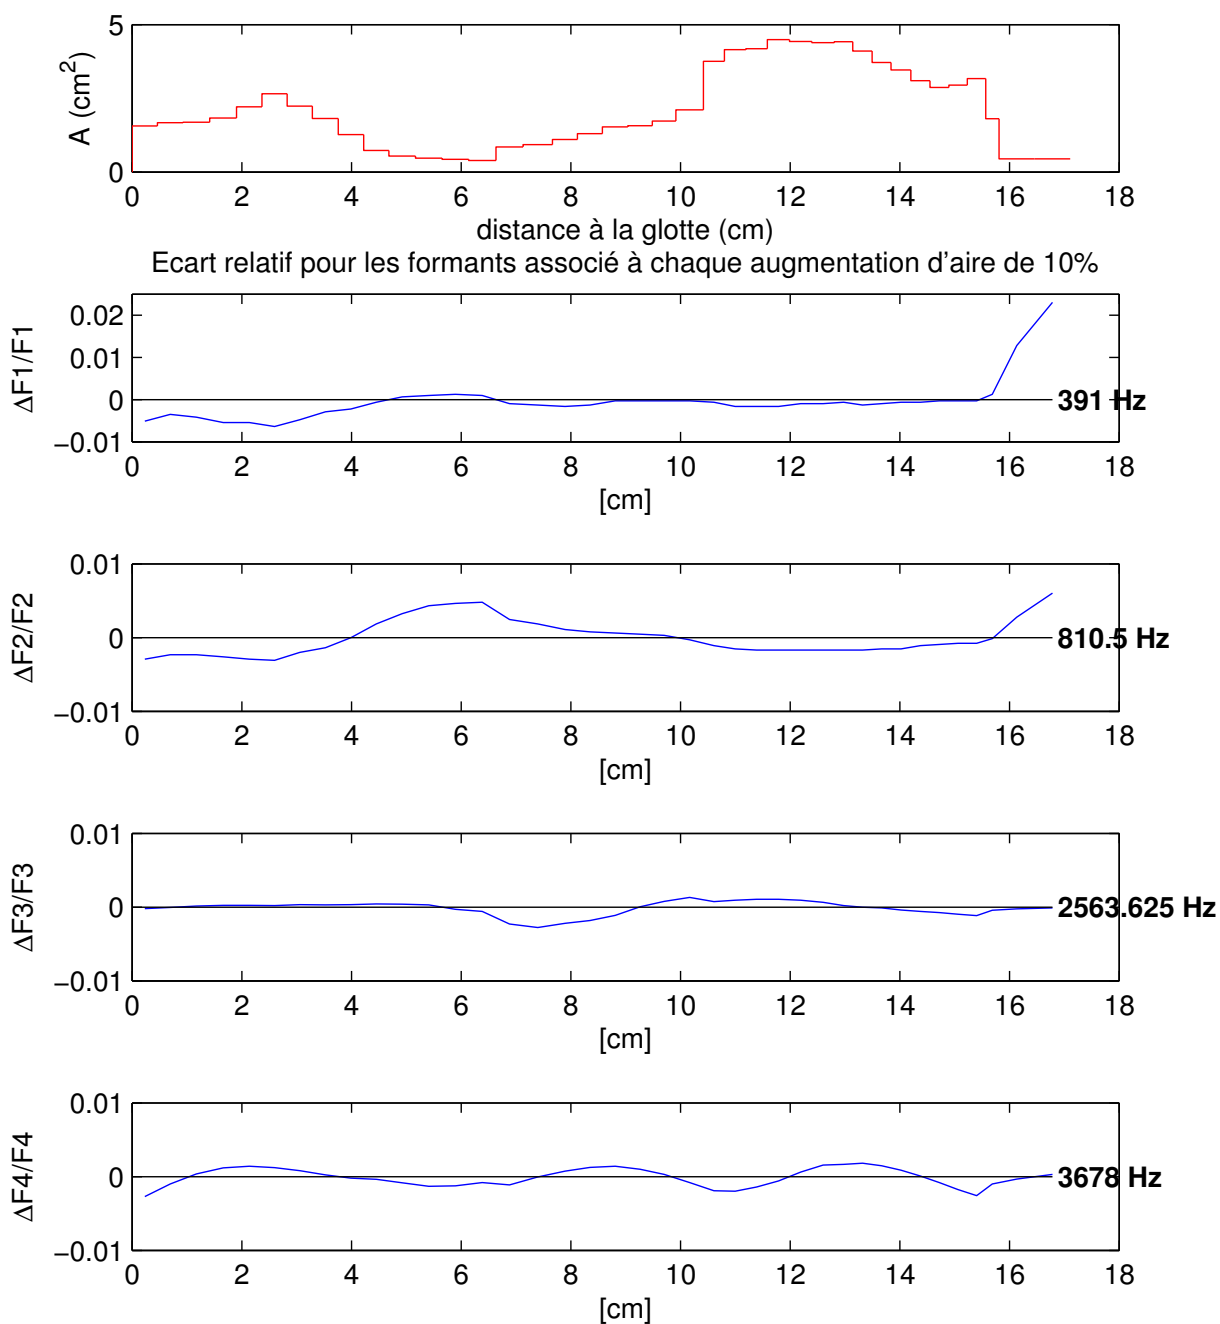 5
0
A (cm²)
0 2 4 6 8 10 12 14 16 18
distance à la glotte (cm)
Ecart relatif pour les formants associé à chaque augmentation d'aire de 10%
0.02
0.01
0
−0.01
ΔF1/F1
391 Hz
0 2 4 6 8 10 12 14 16 18
[cm]
0.01
0
−0.01
ΔF2/F2
810.5 Hz
0 2 4 6 8 10 12 14 16 18
[cm]
0.01
0
−0.01
ΔF3/F3
2563.625 Hz
0 2 4 6 8 10 12 14 16 18
[cm]
0.01
0
−0.01
ΔF4/F4
3678 Hz
0 2 4 6 8 10 12 14 16 18
[cm]